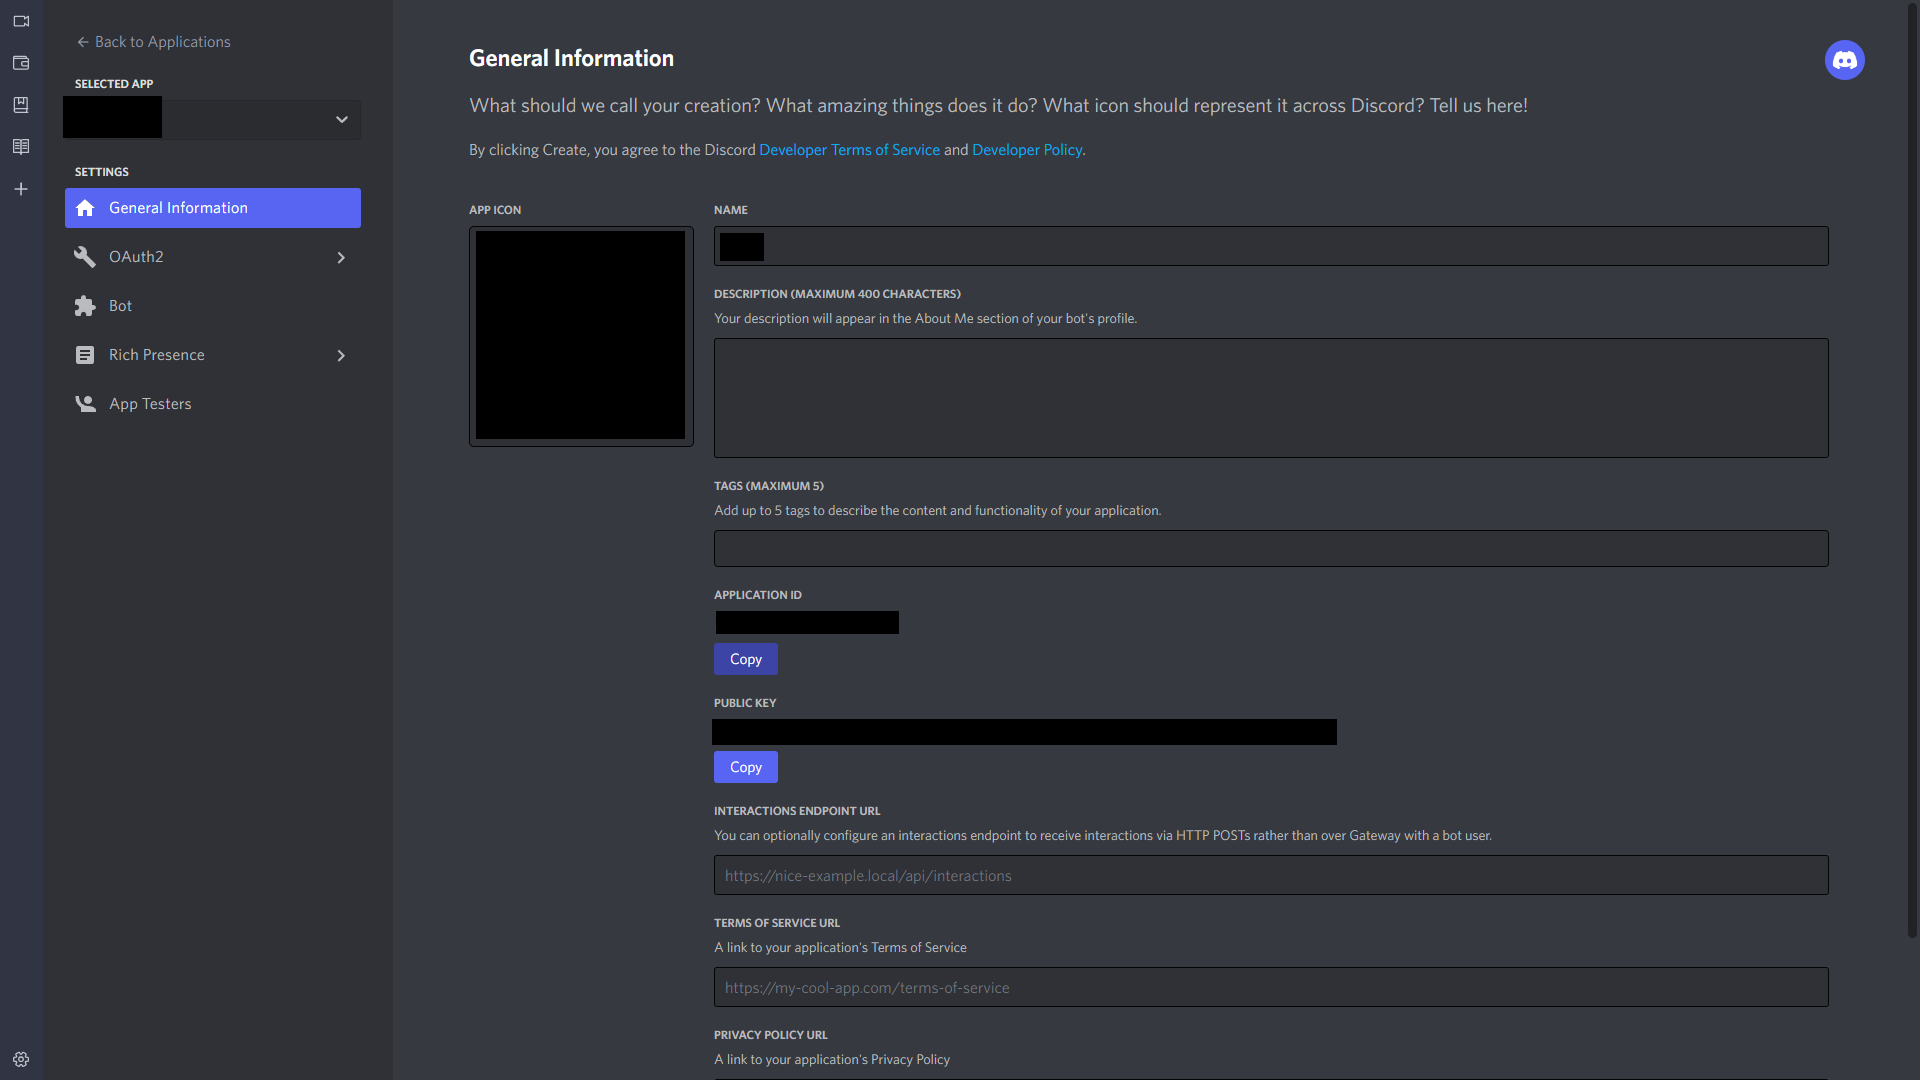 Back to Applications
SELECTED APP
SETTINGS
General Information
OAuth2
Bot
Rich Presence
App Testers
General Information
What should we call your creation? What amazing things does it do? What icon should represent it across Discord? Tell us here!
By clicking Create, you agree to the Discord Developer Terms of Service and Developer Policy.
APP ICON
NAME
DESCRIPTION (MAXIMUM 400 CHARACTERS)
Your description will appear in the About Me section of your bot's profile.
TAGS (MAXIMUM 5)
Add up to 5 tags to describe the content and functionality of your application.
APPLICATION ID
Copy
PUBLIC KEY
Copy
INTERACTIONS ENDPOINT URL
You can optionally configure an interactions endpoint to receive interactions via HTTP POSTs rather than over Gateway with a bot user.
https://nice-example.local/api/interactions
TERMS OF SERVICE URL
A link to your application's Terms of Service
https://my-cool-app.com/terms-of-service
PRIVACY POLICY URL
A link to your application's Privacy Policy